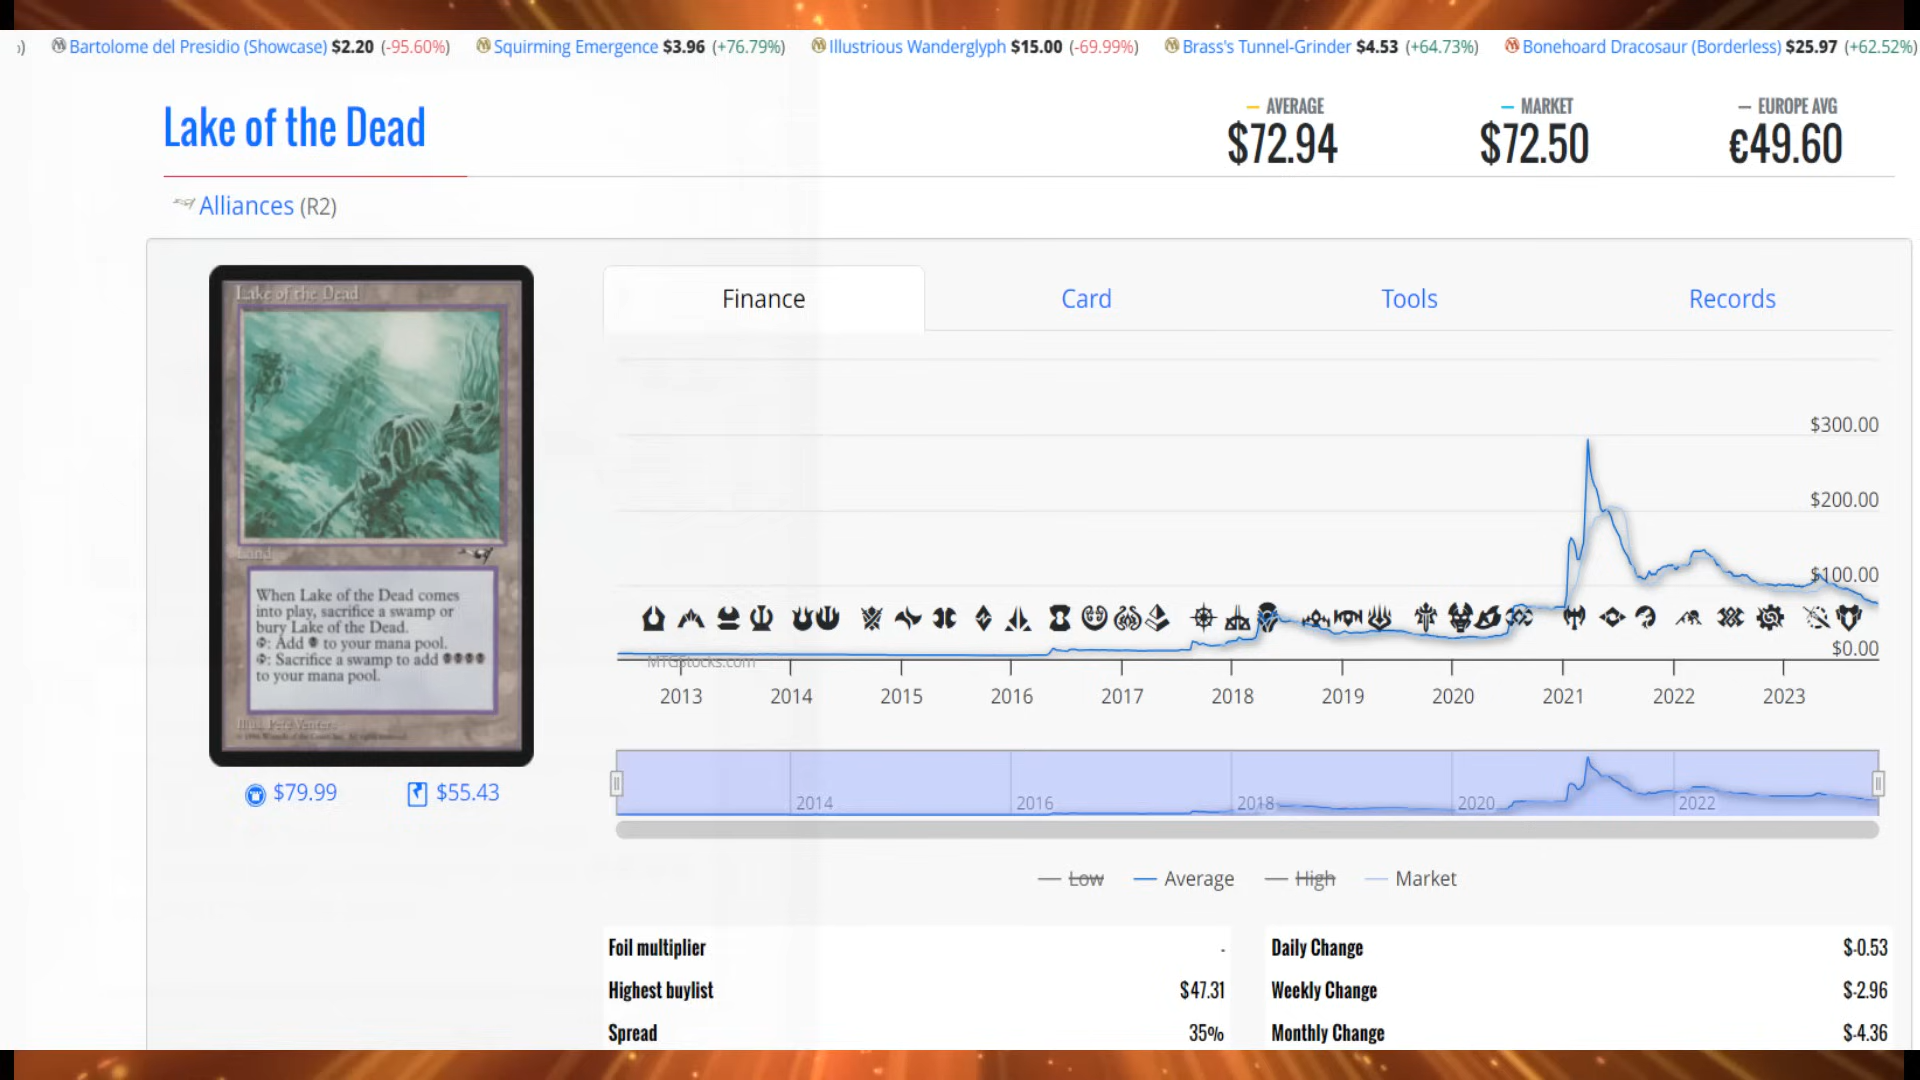 Bartolome del Presidio (Showcase) $2.20 (-95.60%) Squirming Emergence $3.96 (+76.79%) Illustrious Wanderglyph $15.00 (-69.99%) Brass's Tunnel-Grinder $4.53 (+64.73%) Bonehoard Dracosaur (Borderless) $25.97 (+62.52%)
Lake of the Dead
AVERAGE MARKET EUROPE AVG
$72.94 $72.50 €49.60
Alliances (R2)
Finance Card Tools Records
Lake of the Dead
Land
When Lake of the Dead comes
into play, sacrifice a swamp or
bury Lake of the Dead.
: Add to your mana pool.
: Sacrifice a swamp to add
to your mana pool.
Illus. Pete Venters
$79.99 $55.43
$300.00
$200.00
$100.00
$0.00
MTGStocks.com
2013 2014 2015 2016 2017 2018 2019 2020 2021 2022 2023
2014 2016 2018 2020 2022
Low Average High Market
Foil multiplier -
Highest buylist $47.31
Spread 35%
Daily Change $-0.53
Weekly Change $-2.96
Monthly Change $-4.36